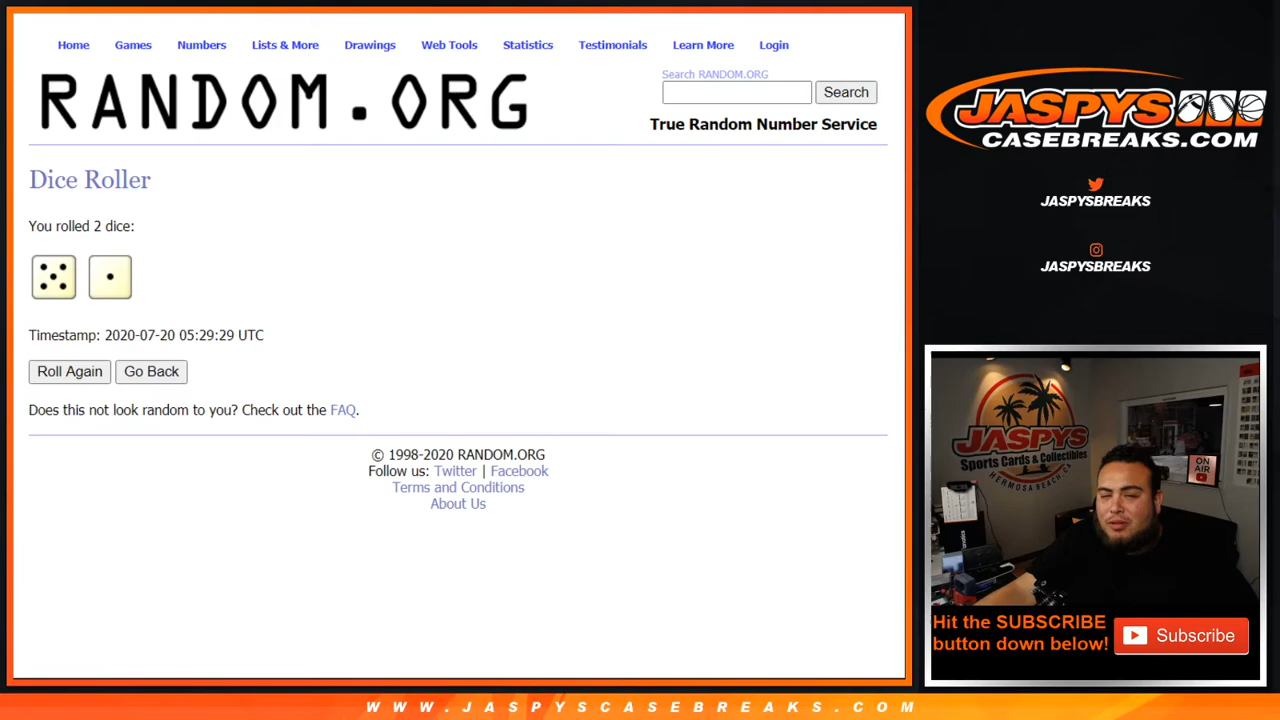 Home Games Numbers Lists & More Drawings Web Tools Statistics Testimonials Learn More Login
RANDOM.ORG
Search RANDOM.ORG
Search
True Random Number Service
Dice Roller
You rolled 2 dice:
Timestamp: 2020-07-20 05:29:29 UTC
Roll Again Go Back
Does this not look random to you? Check out the FAQ.
© 1998-2020 RANDOM.ORG
Follow us: Twitter | Facebook
Terms and Conditions
About Us
JASPYS
CASEBREAKS.COM
JASPYSBREAKS
JASPYSBREAKS
JASPYS
Sports Cards & Collectibles
HERMOSA BEACH, CA
ON AIR
Hit the SUBSCRIBE
button down below!
Subscribe
WWW.JASPYSCASEBREAKS.COM